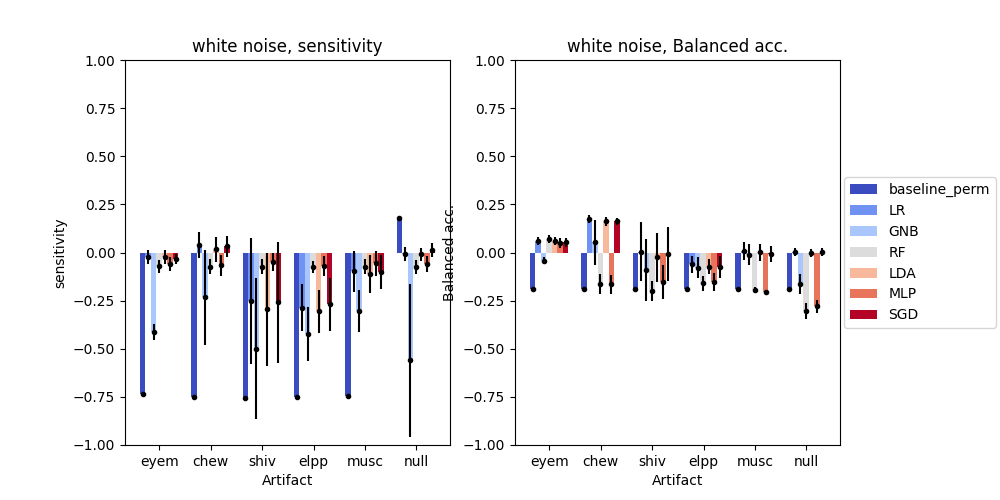 white noise, sensitivity
1.00
0.75
0.50
0.25
0.00
−0.25
−0.50
−0.75
−1.00
sensitivity
eyem chew shiv elpp musc null
Artifact
white noise, Balanced acc.
1.00
0.75
0.50
0.25
0.00
−0.25
−0.50
−0.75
−1.00
Balanced acc.
eyem chew shiv elpp musc null
Artifact
baseline_perm
LR
GNB
RF
LDA
MLP
SGD